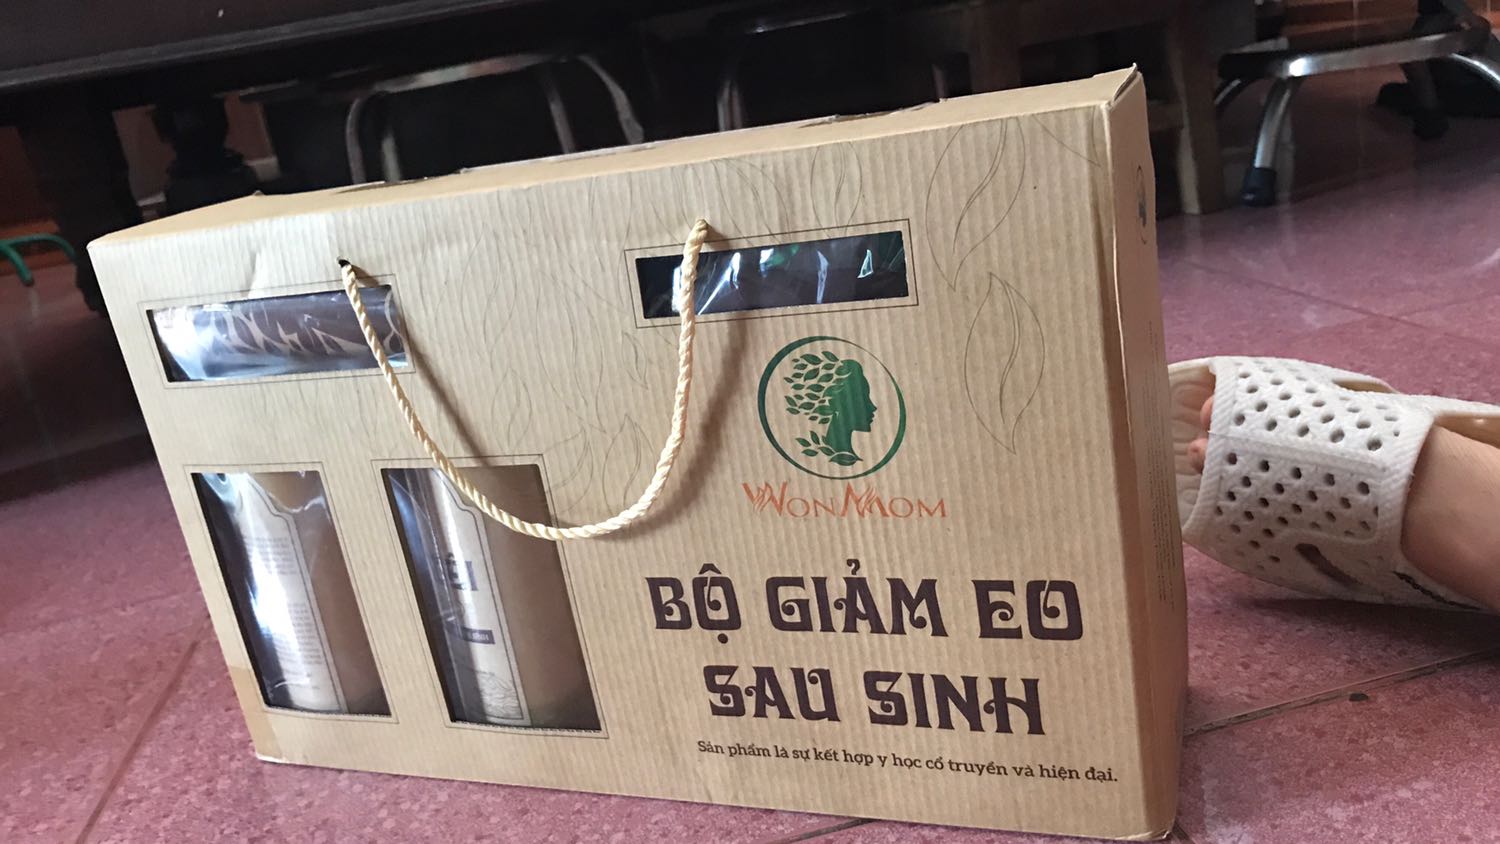 WONMOM
BỘ GIẢM EO
SAU SINH
Sản phẩm là sự kết hợp y học cổ truyền và hiện đại.